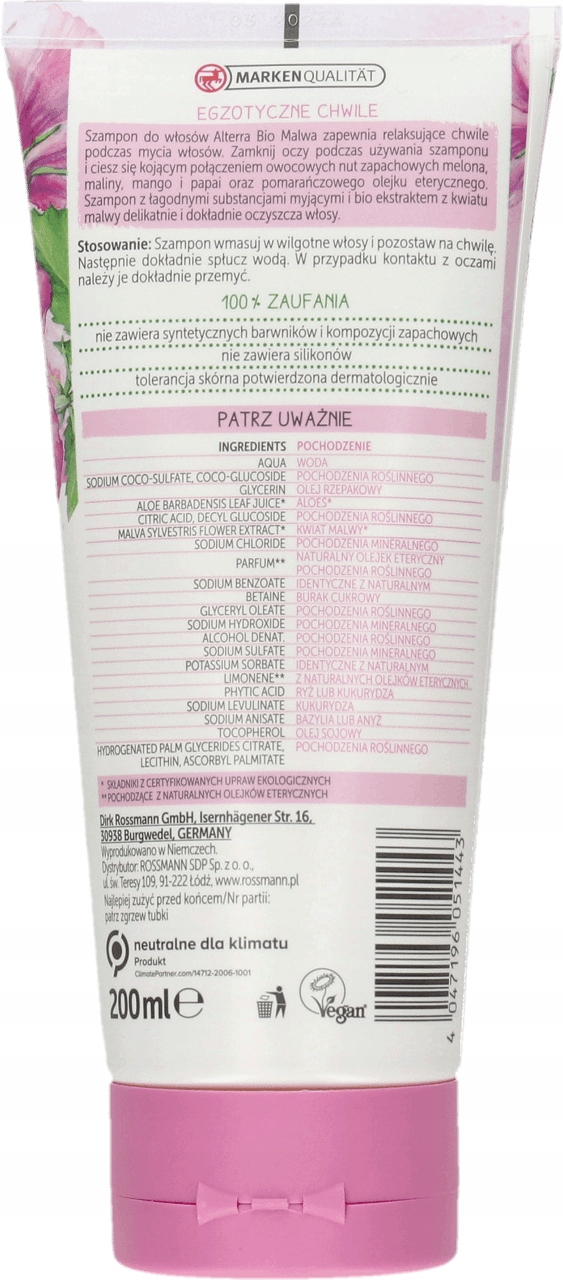 MARKENQUALITÄT
EGZOTYCZNE CHWILE
Szampon do włosów Alterra Bio Malwa zapewnia relaksujące chwile
podczas mycia włosów. Zamknij oczy podczas używania szamponu
i ciesz się kojącym połączeniem owocowych nut zapachowych melona,
maliny, mango i papai oraz pomarańczowego olejku eterycznego.
Szampon z łagodnymi substancjami myjącymi i bio ekstraktem z kwiatu
malwy delikatnie i dokładnie oczyszcza włosy.
Stosowanie: Szampon wmasuj w wilgotne włosy i pozostaw na chwilę.
Następnie dokładnie spłucz wodą. W przypadku kontaktu z oczami
należy je dokładnie przemyć.
100% ZAUFANIA
nie zawiera syntetycznych barwników i kompozycji zapachowych
nie zawiera silikonów
tolerancja skórna potwierdzona dermatologicznie
PATRZ UWAŻNIE
INGREDIENTS POCHODZENIE
AQUA WODA
SODIUM COCO-SULFATE, COCO-GLUCOSIDE POCHODZENIA ROŚLINNEGO
GLYCERIN OLEJ RZEPAKOWY
ALOE BARBADENSIS LEAF JUICE* ALOES*
CITRIC ACID, DECYL GLUCOSIDE POCHODZENIA ROŚLINNEGO
MALVA SYLVESTRIS FLOWER EXTRACT* KWIAT MALWY*
SODIUM CHLORIDE POCHODZENIA MINERALNEGO
PARFUM** NATURALNY OLEJEK ETERYCZNY
POCHODZENIA ROŚLINNEGO
SODIUM BENZOATE IDENTYCZNE Z NATURALNYM
BETAINE BURAK CUKROWY
GLYCERYL OLEATE POCHODZENIA ROŚLINNEGO
SODIUM HYDROXIDE POCHODZENIA MINERALNEGO
ALCOHOL DENAT. POCHODZENIA ROŚLINNEGO
SODIUM SULFATE POCHODZENIA MINERALNEGO
POTASSIUM SORBATE IDENTYCZNE Z NATURALNYM
LIMONENE** Z NATURALNYCH OLEJKÓW ETERYCZNYCH
PHYTIC ACID RYŻ LUB KUKURYDZA
SODIUM LEVULINATE KUKURYDZA
SODIUM ANISATE BAZYLIA LUB ANYŻ
TOCOPHEROL OLEJ SOJOWY
HYDROGENATED PALM GLYCERIDES CITRATE, POCHODZENIA ROŚLINNEGO
LECITHIN, ASCORBYL PALMITATE
* SKŁADNIKI Z CERTYFIKOWANYCH UPRAW EKOLOGICZNYCH
** POCHODZĄCE Z NATURALNYCH OLEJKÓW ETERYCZNYCH
Dirk Rossmann GmbH, Isernhägener Str. 16,
30938 Burgwedel, GERMANY
Wyprodukowano w Niemczech.
Dystrybutor: ROSSMANN SDP Sp. z o. o.,
ul. św. Teresy 109, 91-222 Łódź, www.rossmann.pl
Najlepiej zużyć przed końcem/Nr partii:
patrz zgrzew tubki
neutralne dla klimatu
Produkt
ClimatePartner.com/14712-2006-1001
200ml℮
Vegan
4 047196 051443